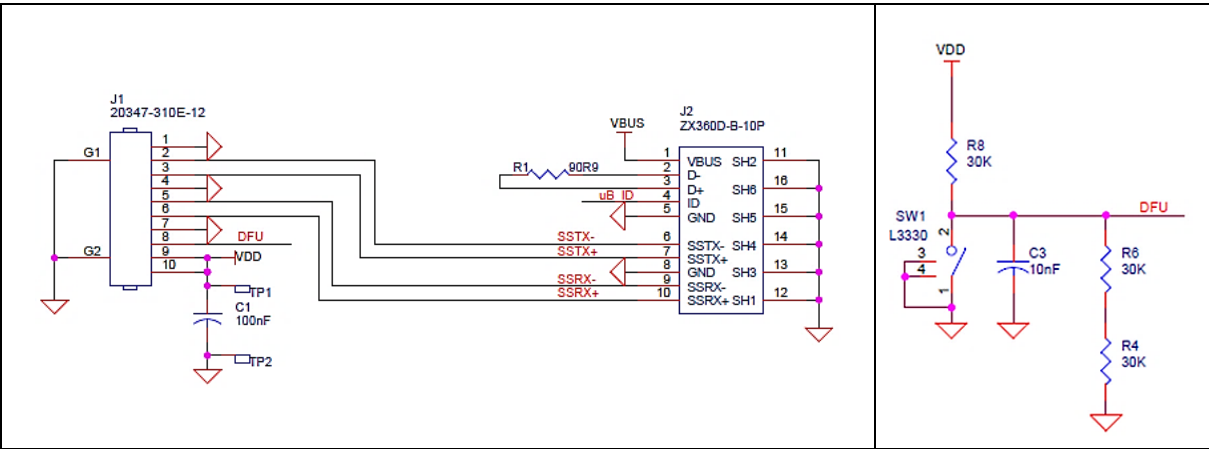 J1
20347-310E-12
G1
G2
1
2
3
4
5
6
7
8
9
10
DFU
VDD
TP1
C1
100nF
TP2
R1
90R9
uB_ID
SSTX-
SSTX+
SSRX-
SSRX+
VBUS
J2
ZX360D-B-10P
1 VBUS SH2 11
2 D-
3 D+ SH6 16
4 ID
5 GND SH5 15
6 SSTX- SH4 14
7 SSTX+
8 GND SH3 13
9 SSRX-
10 SSRX+ SH1 12
VDD
R8
30K
DFU
SW1
L3330
2
3
4
1
C3
10nF
R6
30K
R4
30K